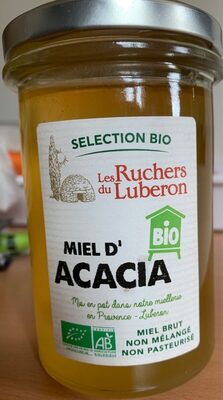 SELECTION BIO
Les Ruchers
du Luberon
BIO
MIEL D'
ACACIA
Mis en pot dans notre miellerie
en Provence - Luberon
AB
MIEL BRUT
NON MÉLANGÉ
NON PASTEURISÉ